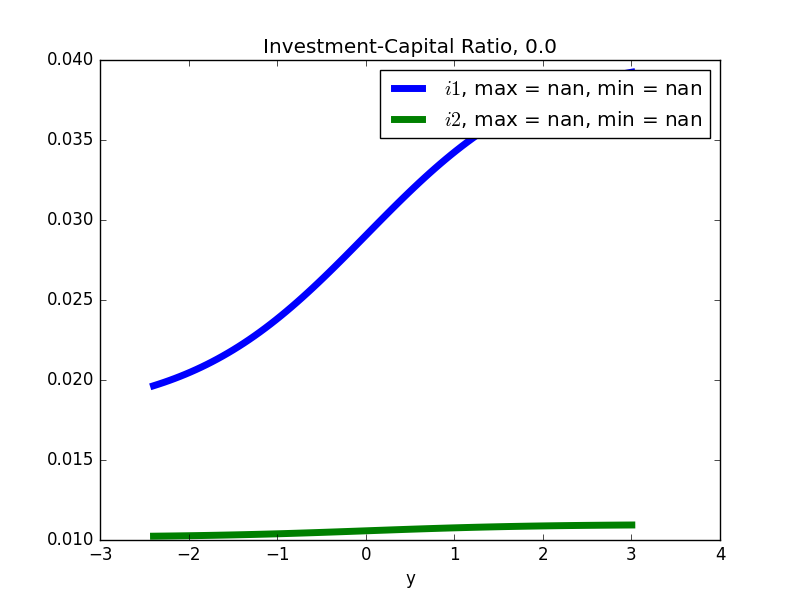 Investment-Capital Ratio, 0.0
0.040
0.035
0.030
0.025
0.020
0.015
0.010
i1, max = nan, min = nan
i2, max = nan, min = nan
−3 −2 −1 0 1 2 3 4
y